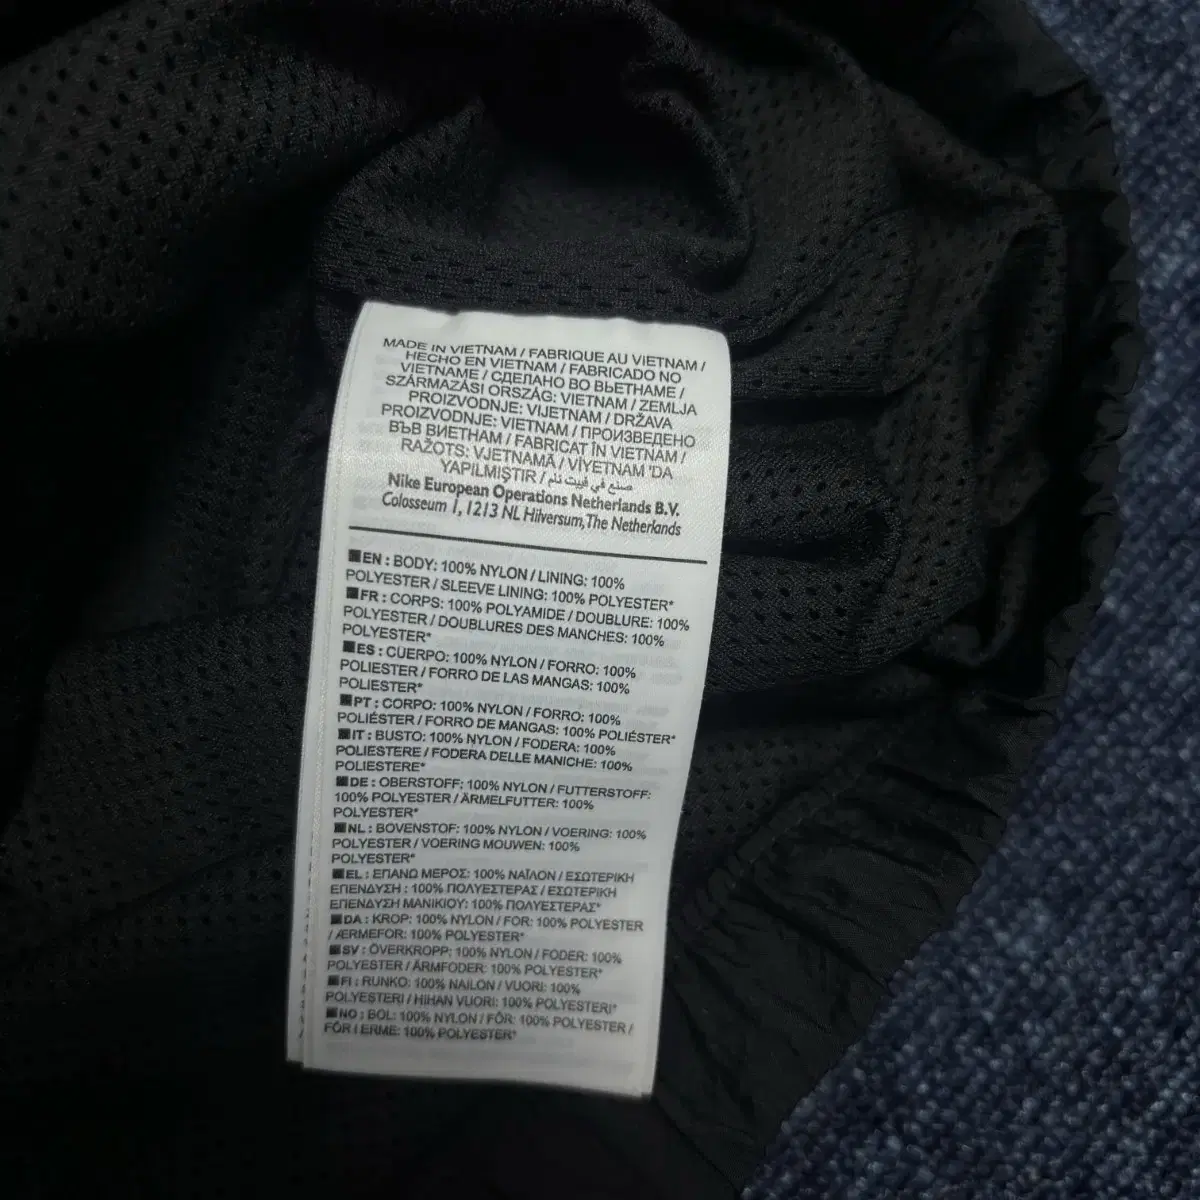 MADE IN VIETNAM / FABRIQUE AU VIETNAM /
HECHO EN VIETNAM / FABRICADO NO
VIETNAME / СДЕЛАНО ВО ВЬЕТНАМЕ /
SZÁRMAZÁSI ORSZÁG: VIETNAM / ZEMLJA
PROIZVODNJE: VIJETNAM / DRŽAVA
PROIZVODNJE: VIETNAM / ПРОИЗВЕДЕНО
ВЪВ ВИЕТНАМ / FABRICAT ÎN VIETNAM /
RAŽOTS: VJETNAMĀ / VİYETNAM 'DA
YAPILMIŞTIR / صنع في فييت نام
Nike European Operations Netherlands B.V.
Colosseum 1, 1213 NL Hilversum, The Netherlands
EN : BODY: 100% NYLON / LINING: 100%
POLYESTER / SLEEVE LINING: 100% POLYESTER*
FR : CORPS: 100% POLYAMIDE / DOUBLURE: 100%
POLYESTER / DOUBLURES DES MANCHES: 100%
POLYESTER*
ES : CUERPO: 100% NYLON / FORRO: 100%
POLIESTER / FORRO DE LAS MANGAS: 100%
POLIESTER*
PT : CORPO: 100% NYLON / FORRO: 100%
POLIÉSTER / FORRO DE MANGAS: 100% POLIÉSTER*
IT : BUSTO: 100% NYLON / FODERA: 100%
POLIESTERE / FODERA DELLE MANICHE: 100%
POLIESTERE*
DE : OBERSTOFF: 100% NYLON / FUTTERSTOFF:
100% POLYESTER / ÄRMELFUTTER: 100%
POLYESTER*
NL : BOVENSTOF: 100% NYLON / VOERING: 100%
POLYESTER / VOERING MOUWEN: 100%
POLYESTER*
EL : ΕΠΑΝΩ ΜΕΡΟΣ: 100% ΝΑΪΛΟΝ / ΕΣΩΤΕΡΙΚΗ
ΕΠΕΝΔΥΣΗ : 100% ΠΟΛΥΕΣΤΕΡΑΣ / ΕΣΩΤΕΡΙΚΗ
ΕΠΕΝΔΥΣΗ ΜΑΝΙΚΙΟΥ: 100% ΠΟΛΥΕΣΤΕΡΑΣ*
DA : KROP: 100% NYLON / FOR: 100% POLYESTER
/ ÆRMEFOR: 100% POLYESTER*
SV : ÖVERKROPP: 100% NYLON / FODER: 100%
POLYESTER / ÄRMFODER: 100% POLYESTER*
FI : RUNKO: 100% NAILON / VUORI: 100%
POLYESTERI / HIHAN VUORI: 100% POLYESTERI*
NO : BOL: 100% NYLON / FÔR: 100% POLYESTER /
FÔR I ERME: 100% POLYESTER*